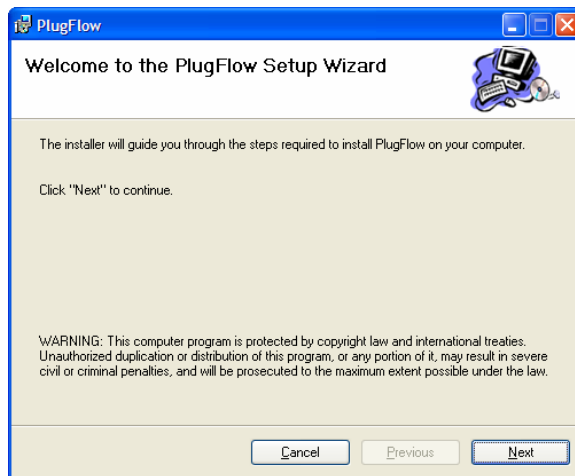 PlugFlow
Welcome to the PlugFlow Setup Wizard
The installer will guide you through the steps required to install PlugFlow on your computer.
Click "Next" to continue.
WARNING: This computer program is protected by copyright law and international treaties.
Unauthorized duplication or distribution of this program, or any portion of it, may result in severe
civil or criminal penalties, and will be prosecuted to the maximum extent possible under the law.
Cancel
Previous
Next